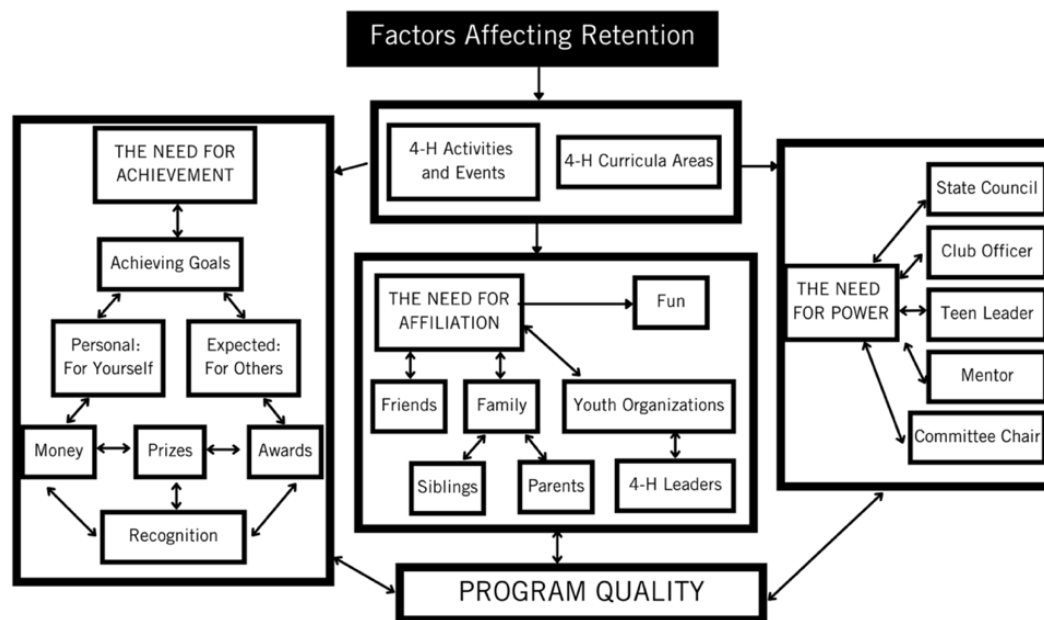 Factors Affecting Retention
4-H Activities
and Events
4-H Curricula Areas
THE NEED FOR
ACHIEVEMENT
Achieving Goals
Personal:
For Yourself
Expected:
For Others
Money
Prizes
Awards
Recognition
THE NEED FOR
AFFILIATION
Fun
Friends
Family
Youth Organizations
Siblings
Parents
4-H Leaders
THE NEED
FOR POWER
State Council
Club Officer
Teen Leader
Mentor
Committee Chair
PROGRAM QUALITY